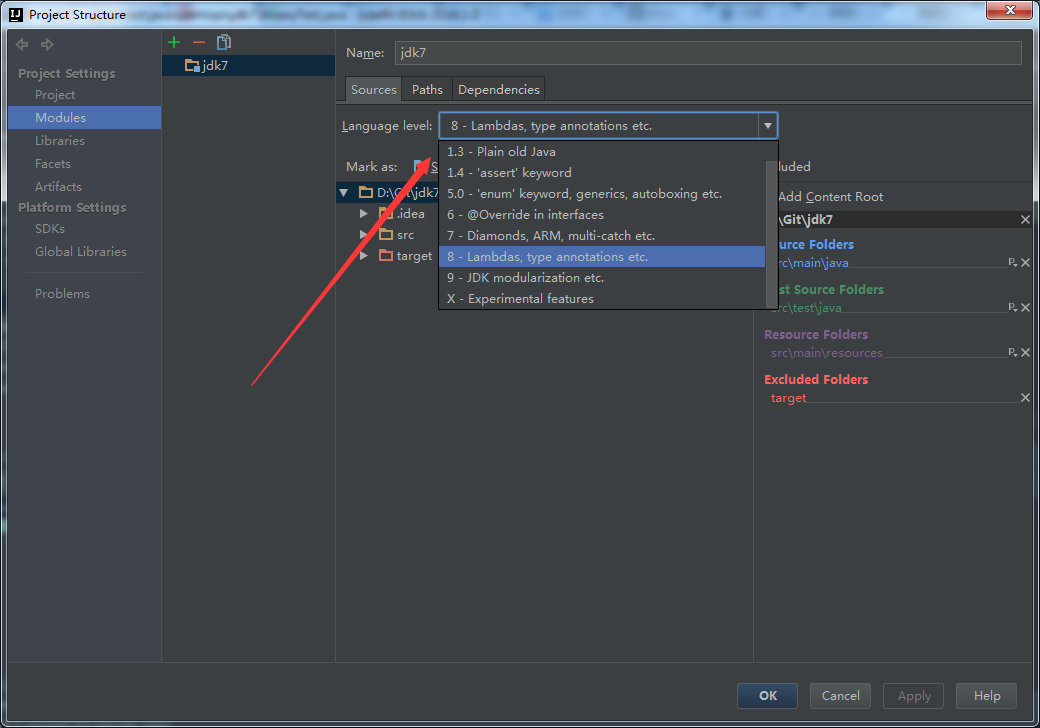 Project Structure
Project Settings
Project
Modules
Libraries
Facets
Artifacts
Platform Settings
SDKs
Global Libraries
Problems
jdk7
Name: jdk7
Sources Paths Dependencies
Language level: 8 - Lambdas, type annotations etc.
1.3 - Plain old Java
1.4 - 'assert' keyword
5.0 - 'enum' keyword, generics, autoboxing etc.
6 - @Override in interfaces
7 - Diamonds, ARM, multi-catch etc.
8 - Lambdas, type annotations etc.
9 - JDK modularization etc.
X - Experimental features
Mark as: S
D:\Git\jdk7
.idea
src
target
luded
Add Content Root
\Git\jdk7
urce Folders
rc\main\java
st Source Folders
src\test\java
Resource Folders
src\main\resources
Excluded Folders
target
OK Cancel Apply Help